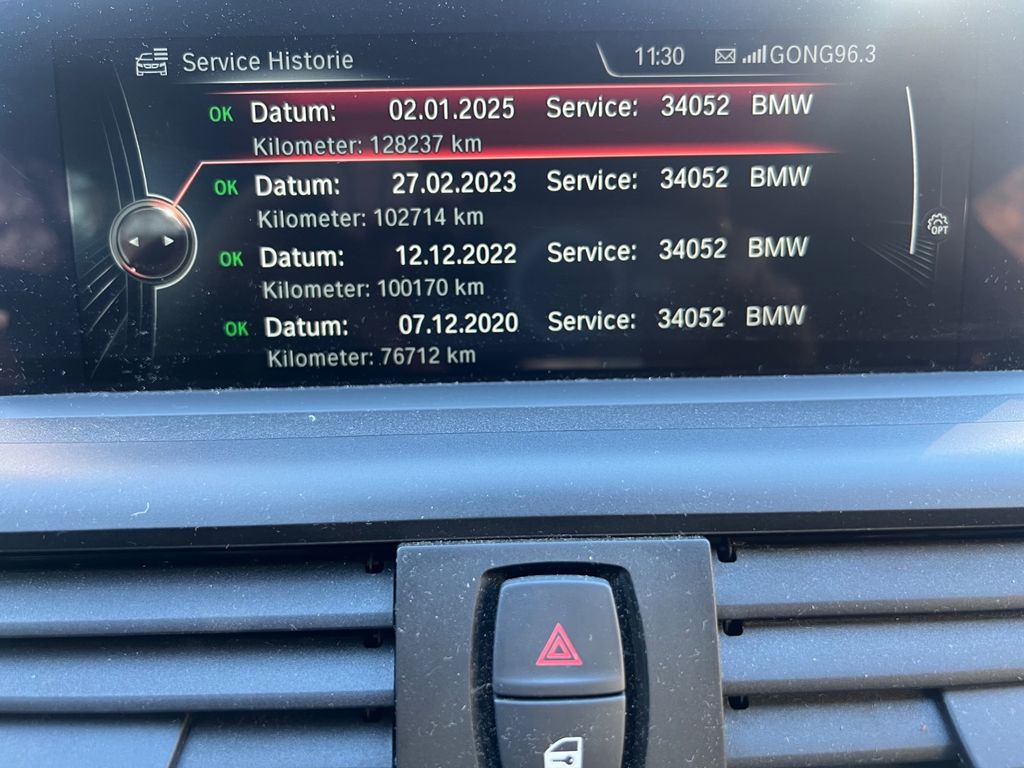 Service Historie 11:30 GONG96.3
OK Datum: 02.01.2025 Service: 34052 BMW
Kilometer: 128237 km
OK Datum: 27.02.2023 Service: 34052 BMW
Kilometer: 102714 km
OK Datum: 12.12.2022 Service: 34052 BMW
Kilometer: 100170 km
OK Datum: 07.12.2020 Service: 34052 BMW
Kilometer: 76712 km
OPT